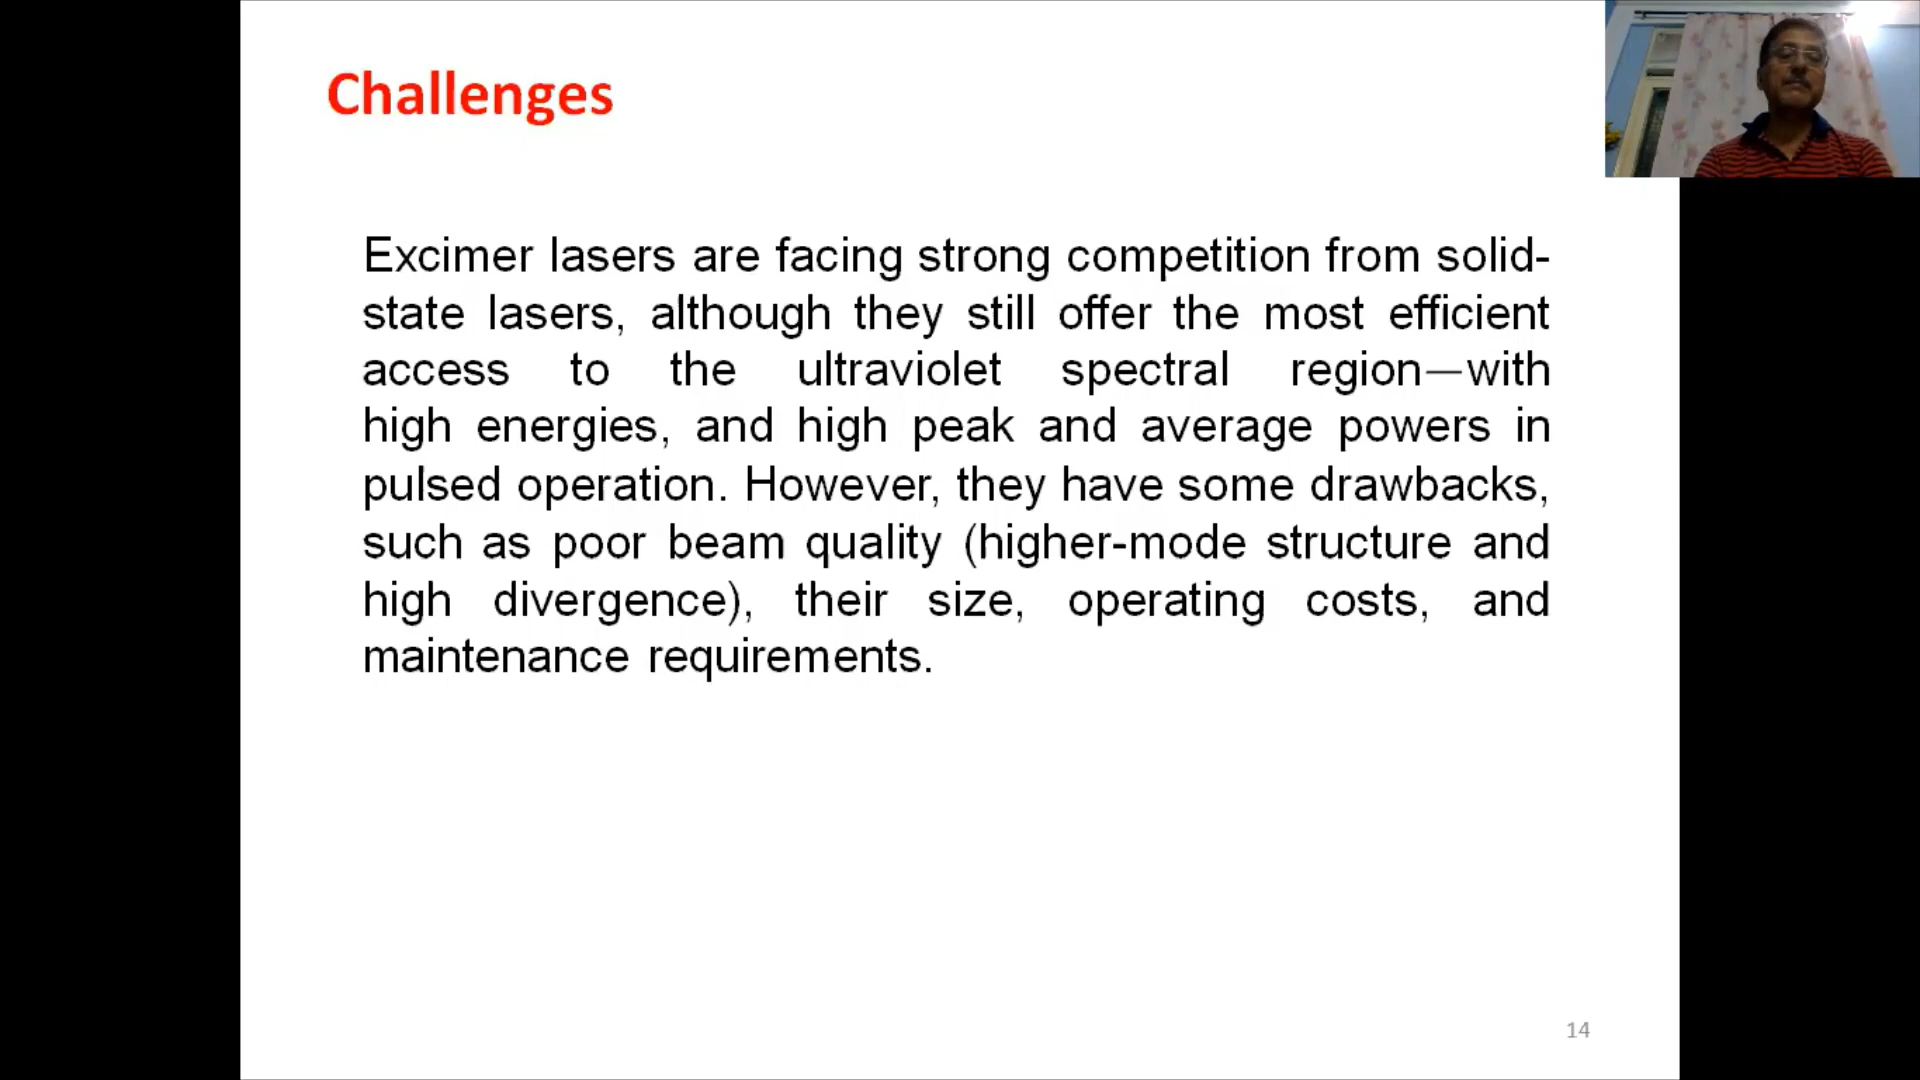 Challenges
Excimer lasers are facing strong competition from solid-
state lasers, although they still offer the most efficient
access to the ultraviolet spectral region—with
high energies, and high peak and average powers in
pulsed operation. However, they have some drawbacks,
such as poor beam quality (higher-mode structure and
high divergence), their size, operating costs, and
maintenance requirements.
14